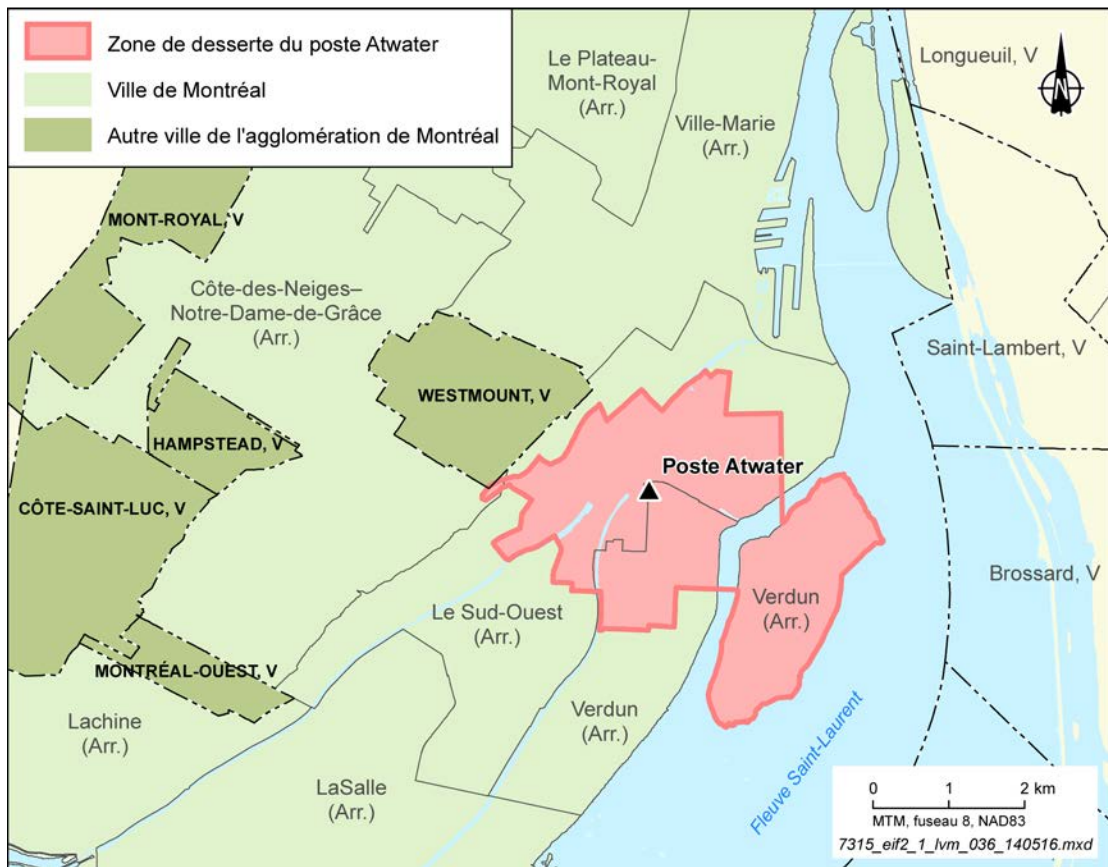 Zone de desserte du poste Atwater
Ville de Montréal
Autre ville de l'agglomération de Montréal
Le Plateau-
Mont-Royal
(Arr.)
Longueuil, V
N
Ville-Marie
(Arr.)
MONT-ROYAL, V
Côte-des-Neiges–
Notre-Dame-de-Grâce
(Arr.)
Saint-Lambert, V
WESTMOUNT, V
HAMPSTEAD, V
Poste Atwater
CÔTE-SAINT-LUC, V
Brossard, V
Le Sud-Ouest
(Arr.)
Verdun
(Arr.)
MONTRÉAL-OUEST, V
Lachine
(Arr.)
Verdun
(Arr.)
LaSalle
(Arr.)
Fleuve Saint-Laurent
0 2 km
MTM, fuseau 8, NAD83
7315_eif2_1_lvm_036_140516.mxd